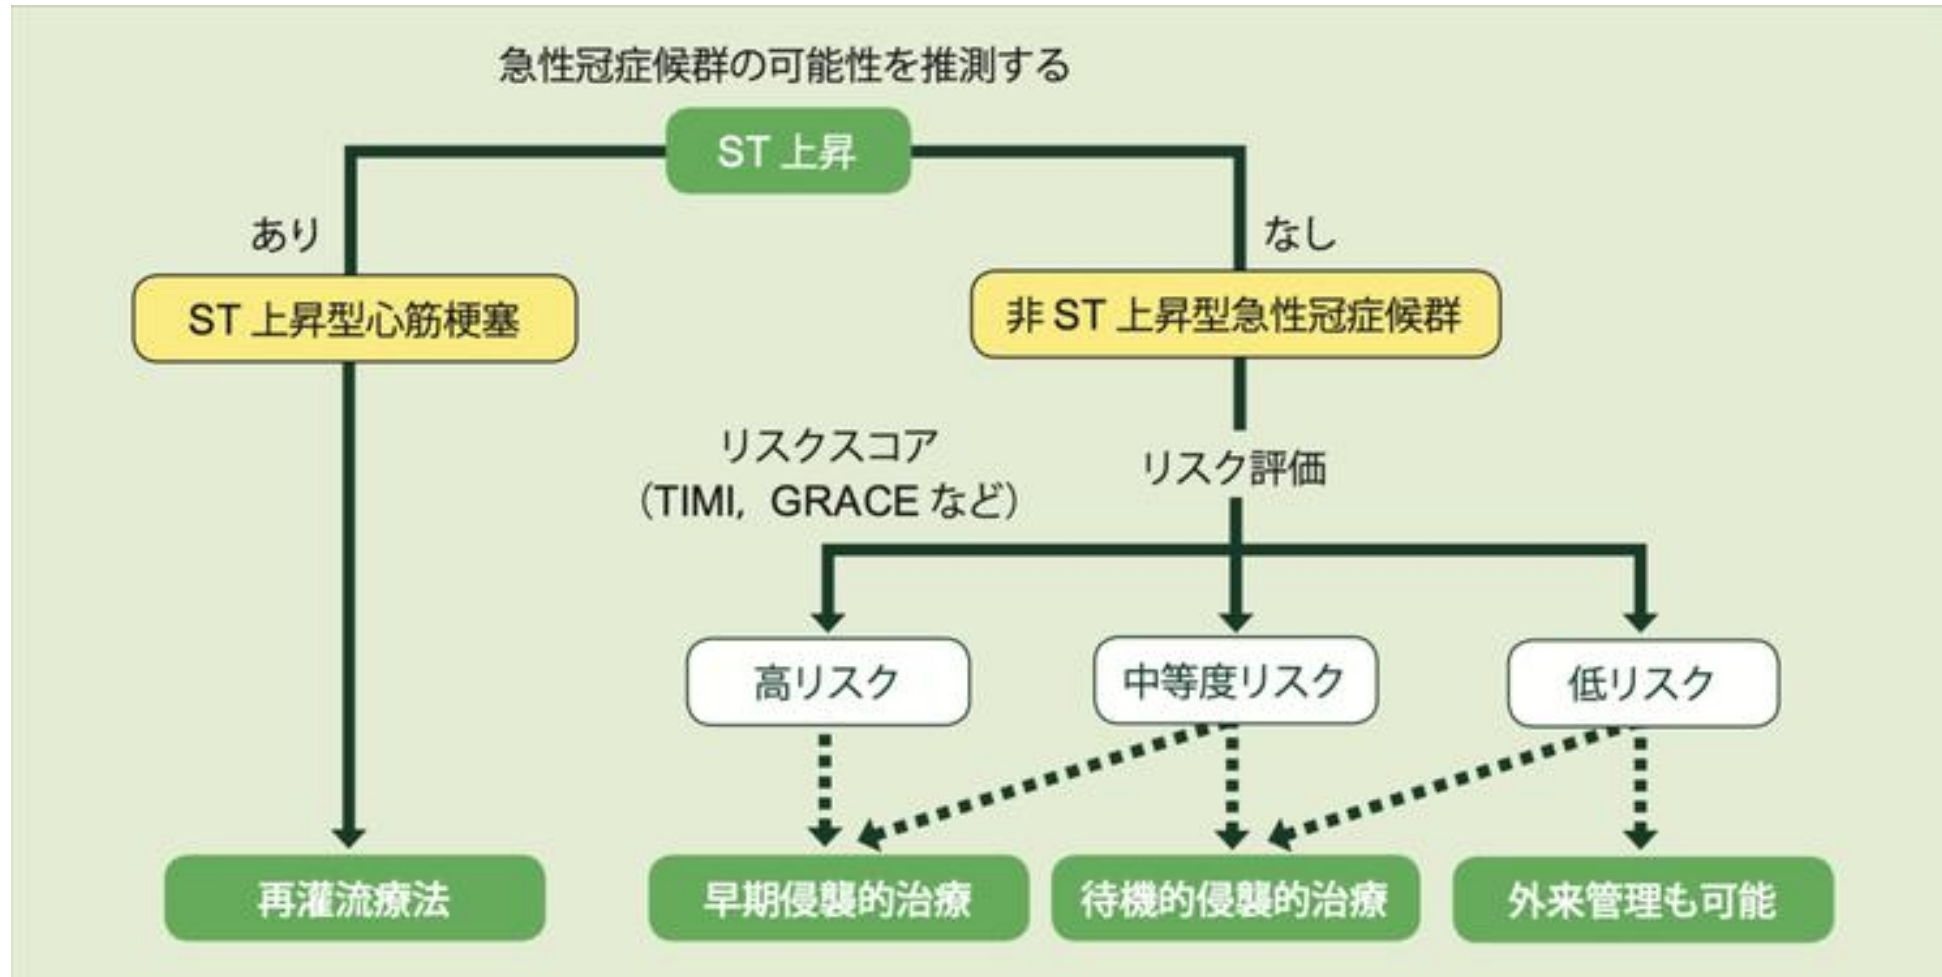 急性冠症候群の可能性を推測する
ST 上昇
あり
なし
ST 上昇型心筋梗塞
非 ST 上昇型急性冠症候群
リスクスコア
（TIMI，GRACE など）
リスク評価
高リスク
中等度リスク
低リスク
再灌流療法
早期侵襲的治療
待機的侵襲的治療
外来管理も可能